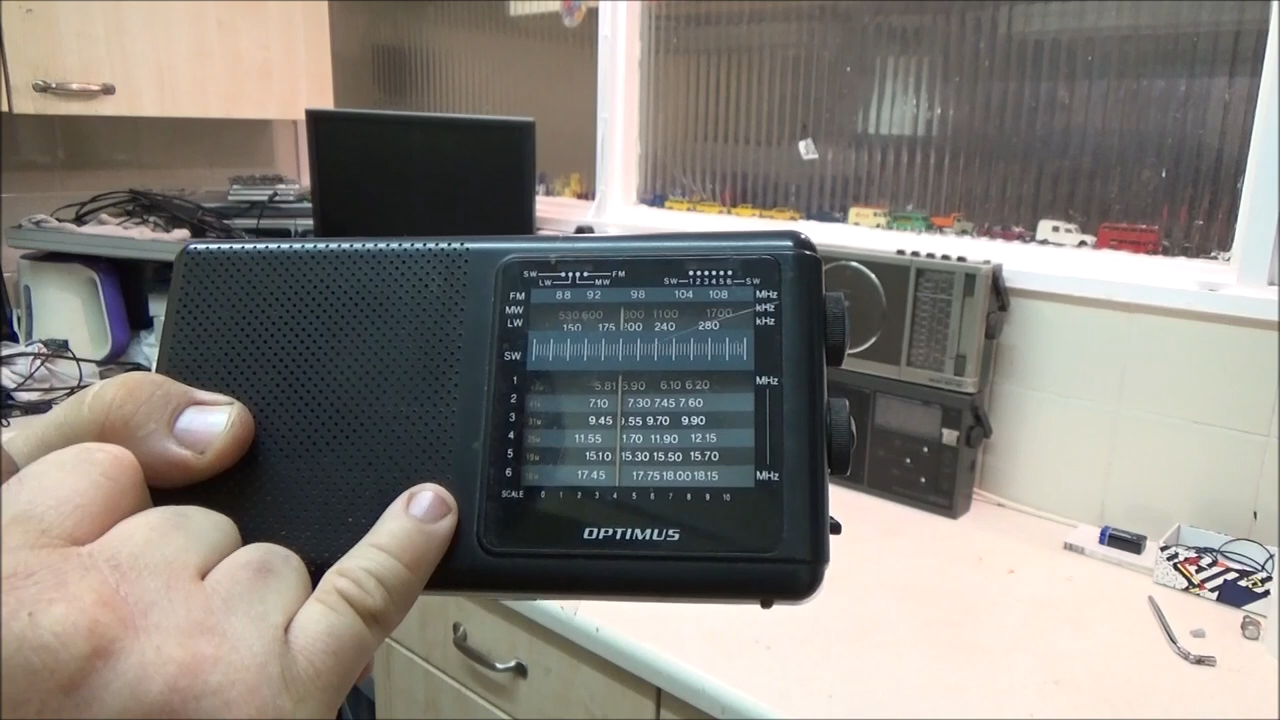 SW FM
LW MW
SW 1 2 3 4 5 6 SW
FM 88 92 98 104 108 MHz
MW 530 600 800 1100 1700 kHz
LW 150 175 200 240 280 kHz
SW
1 5.81 5.90 6.10 6.20 MHz
2 7.10 7.30 7.45 7.60
3 9.45 9.55 9.70 9.90
4 11.55 11.70 11.90 12.15
5 15.10 15.30 15.50 15.70
6 17.45 17.75 18.00 18.15 MHz
SCALE 0 1 2 3 4 5 6 7 8 9 10
OPTIMUS